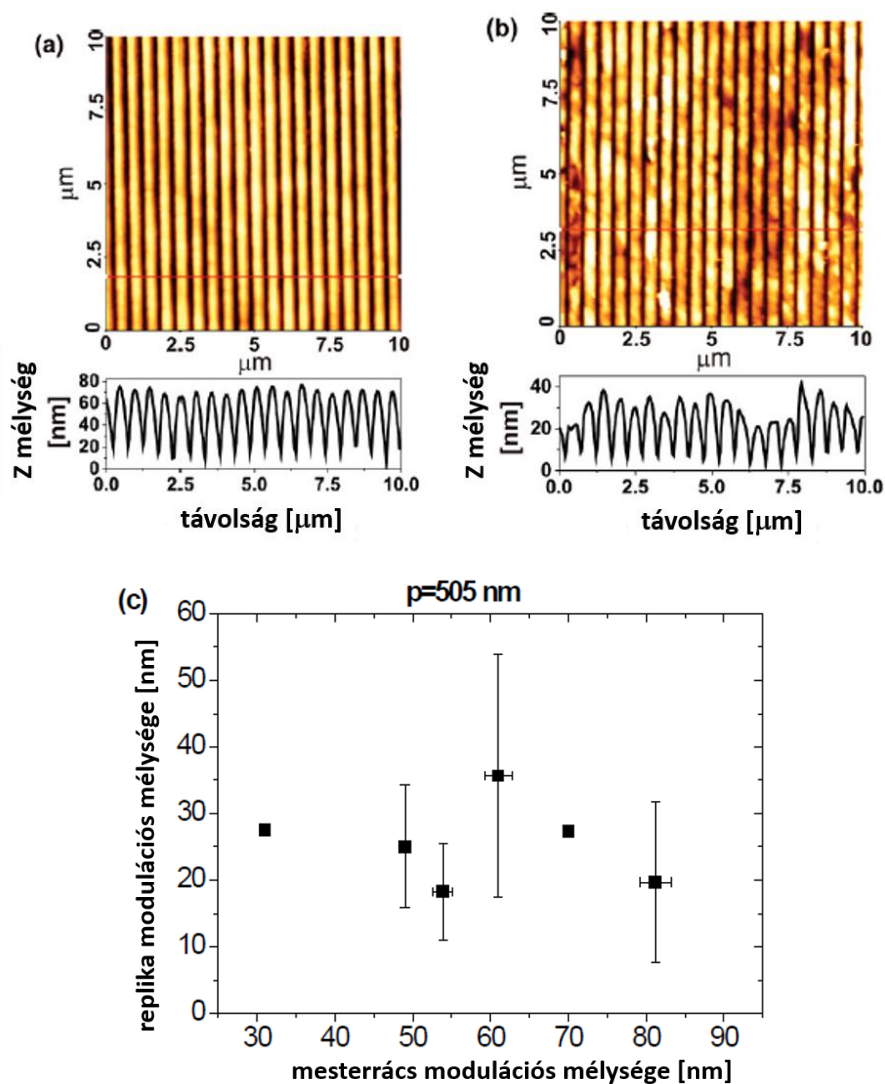 (a)
10
7.5
5
2.5
0
μm
0 2.5 5 7.5 10
μm
Z mélység
[nm]
80
60
40
20
0
0.0 2.5 5.0 7.5 10.0
távolság [μm]
(b)
10
7.5
5
2.5
0
μm
0 2.5 5 7.5 10
μm
Z mélység
[nm]
40
20
0
0.0 2.5 5.0 7.5 10.0
távolság [μm]
(c)
p=505 nm
replika modulációs mélysége [nm]
60
50
40
30
20
10
0
30 40 50 60 70 80 90
mesterrács modulációs mélysége [nm]